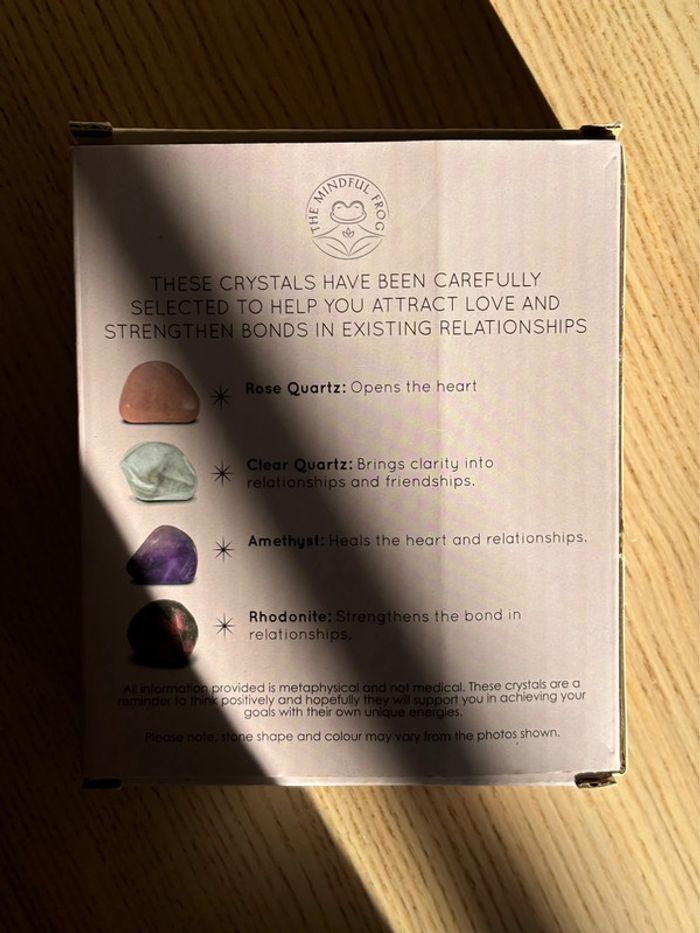 THE MINDFUL FROG
THESE CRYSTALS HAVE BEEN CAREFULLY
SELECTED TO HELP YOU ATTRACT LOVE AND
STRENGTHEN BONDS IN EXISTING RELATIONSHIPS
Rose Quartz: Opens the heart
Clear Quartz: Brings clarity into
relationships and friendships.
Amethyst: Heals the heart and relationships.
Rhodonite: Strengthens the bond in
relationships.
All information provided is metaphysical and not medical. These crystals are a
reminder to think positively and hopefully they will support you in achieving your
goals with their own unique energies.
Please note, stone shape and colour may vary from the photos shown.